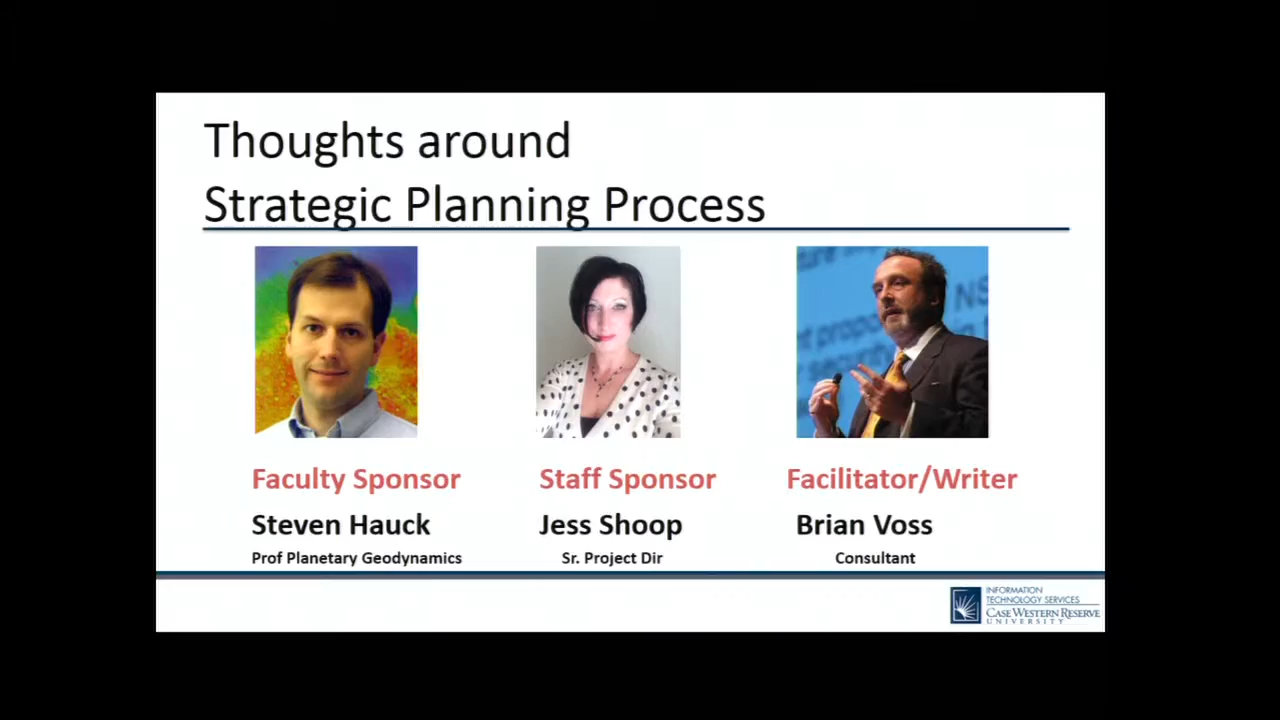 Thoughts around
Strategic Planning Process
Faculty Sponsor
Staff Sponsor
Facilitator/Writer
Steven Hauck
Jess Shoop
Brian Voss
Prof Planetary Geodynamics
Sr. Project Dir
Consultant
INFORMATION
TECHNOLOGY SERVICES
CASE WESTERN RESERVE
UNIVERSITY